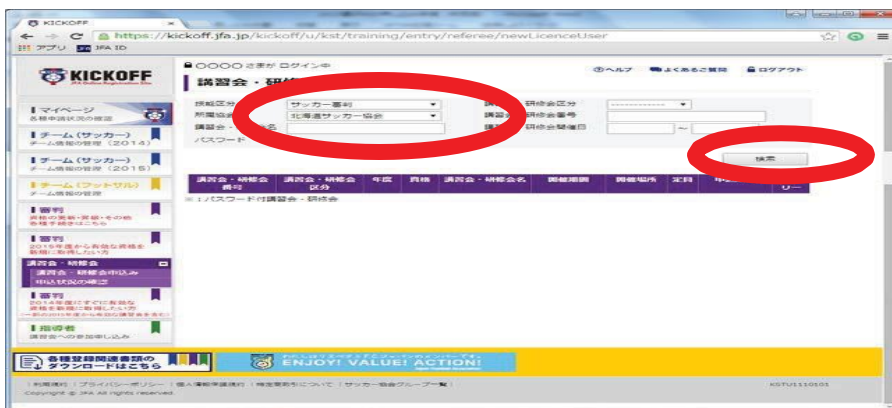 KICKOFF
https://kickoff.jfa.jp/kickoff/u/kst/training/entry/referee/newLicenceUser
アプリ JFA ID
○○○○さまがログイン中
ヘルプ よくあるご質問 ログアウト
KICKOFF
講習会・研修
技能区分 サッカー審判 研修会区分 -----------
所属協会 北海道サッカー協会 研修会番号
講習会・ 研修会開催日 ～
パスワード
検索
マイページ
各種申請状況の確認
チーム(サッカー)
チーム情報の管理 (2014)
チーム(サッカー)
チーム情報の管理 (2015)
チーム(フットサル)
チーム情報の管理
審判
資格の更新・昇級・その他
各種手続きはこちら
審判
2015年度から有効な資格を
新規に取得したい方
講習会・研修会
講習会・研修会申込み
申込状況の確認
審判
2014年度にすぐに有効な
資格を新規に取得したい方
指導者
講習会への参加申し込み
講習会・研修会番号 講習会・研修会区分 年度 資格 講習会・研修会名 開催期間 開催場所 定員
：パスワード付講習会・研修会
各種登録関連書類の
ダウンロードはこちら
ENJOY! VALUE! ACTION!
利用規約 | プライバシーポリシー | 個人情報保護規約 | 特定商取引について | サッカー協会グループ一覧 |
KSTU1110101
Copyright © JFA All rights reserved.